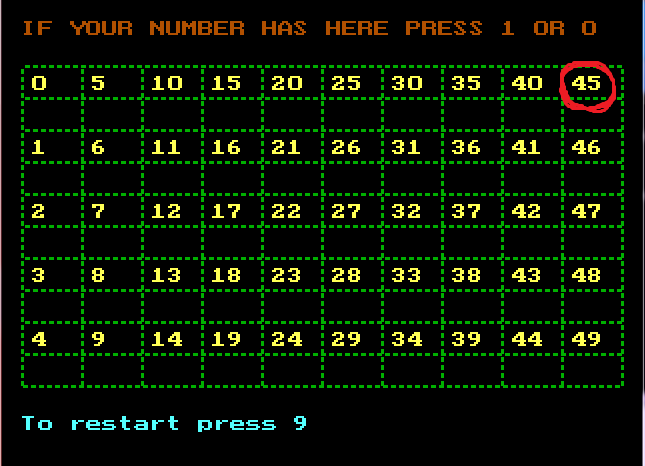 IF YOUR NUMBER HAS HERE PRESS 1 OR 0
0 5 10 15 20 25 30 35 40 45
1 6 11 16 21 26 31 36 41 46
2 7 12 17 22 27 32 37 42 47
3 8 13 18 23 28 33 38 43 48
4 9 14 19 24 29 34 39 44 49
To restart press 9